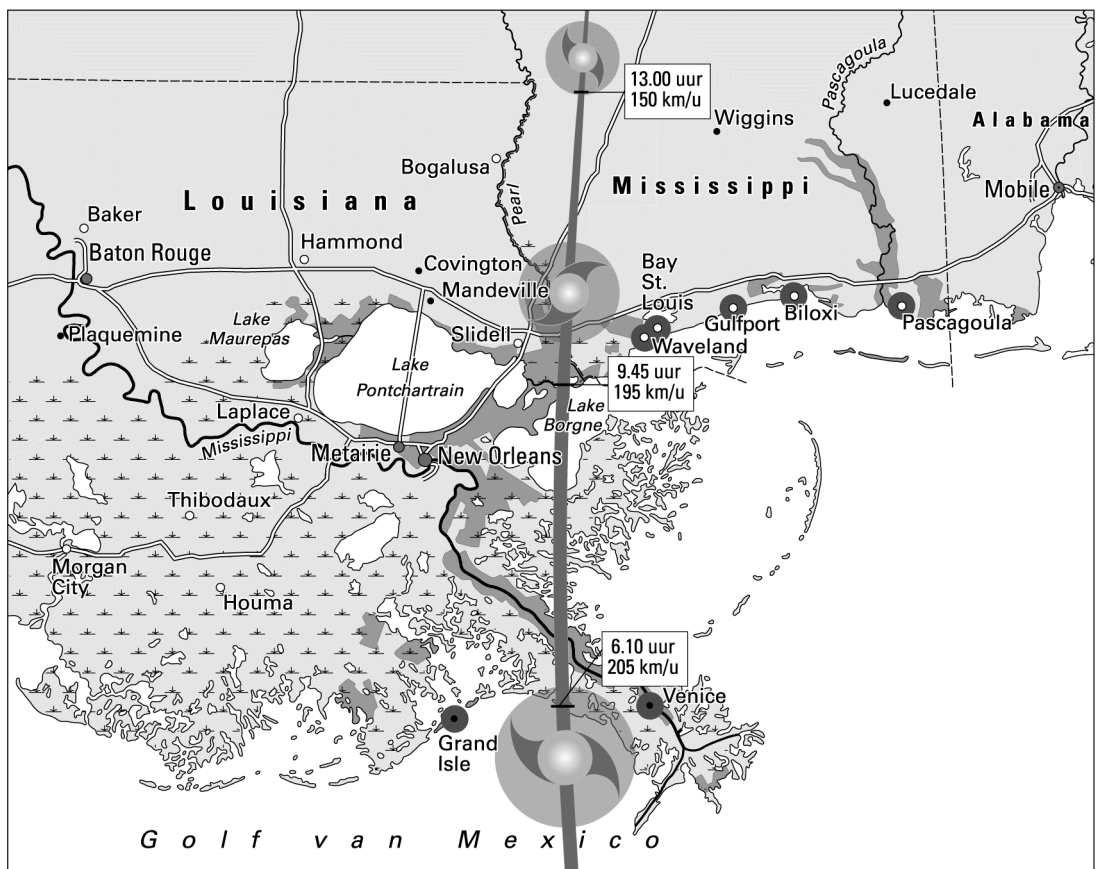 13.00 uur
150 km/u
Pascagoula
Lucedale
Alabama
Wiggins
Bogalusa
Pearl
Mississippi
Mobile
Louisiana
Baker
Baton Rouge
Hammond
Covington
Mandeville
Bay
St.
Louis
Gulfport
Biloxi
Pascagoula
Waveland
Slidell
Lake
Maurepas
Plaquemine
Lake
Pontchartrain
9.45 uur
195 km/u
Lake
Borgne
Laplace
Mississippi
Metairie
New Orleans
Thibodaux
Morgan
City
Houma
6.10 uur
205 km/u
Venice
Grand
Isle
Golf van Mexico